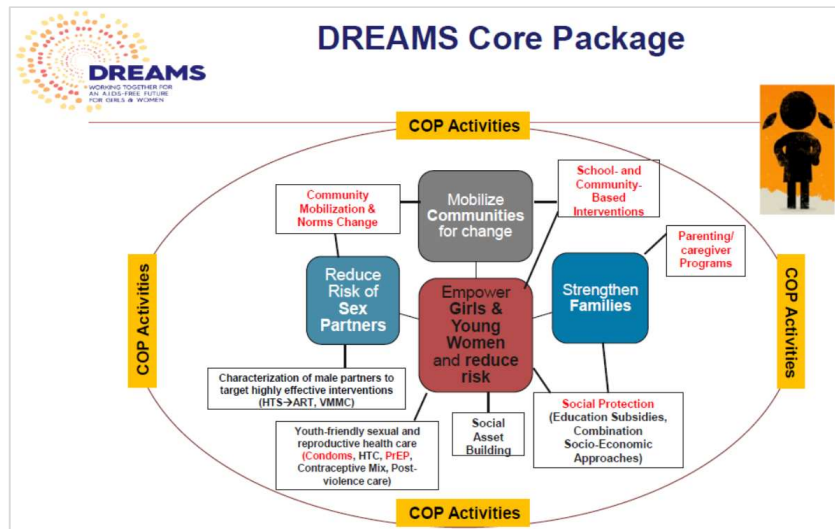 DREAMS Core Package
DREAMS
WORKING TOGETHER FOR
AN AIDS-FREE FUTURE
FOR GIRLS & WOMEN
COP Activities
Community
Mobilization &
Norms Change
Mobilize
Communities
for change
School- and
Community-
Based
Interventions
Parenting/
caregiver
Programs
COP Activities
Reduce
Risk of
Sex
Partners
Empower
Girls &
Young
Women
and reduce
risk
Strengthen
Families
COP Activities
Characterization of male partners to
target highly effective interventions
(HTS→ART, VMMC)
Youth-friendly sexual and
reproductive health care
(Condoms, HTC, PrEP,
Contraceptive Mix, Post-
violence care)
Social
Asset
Building
Social Protection
(Education Subsidies,
Combination
Socio-Economic
Approaches)
COP Activities